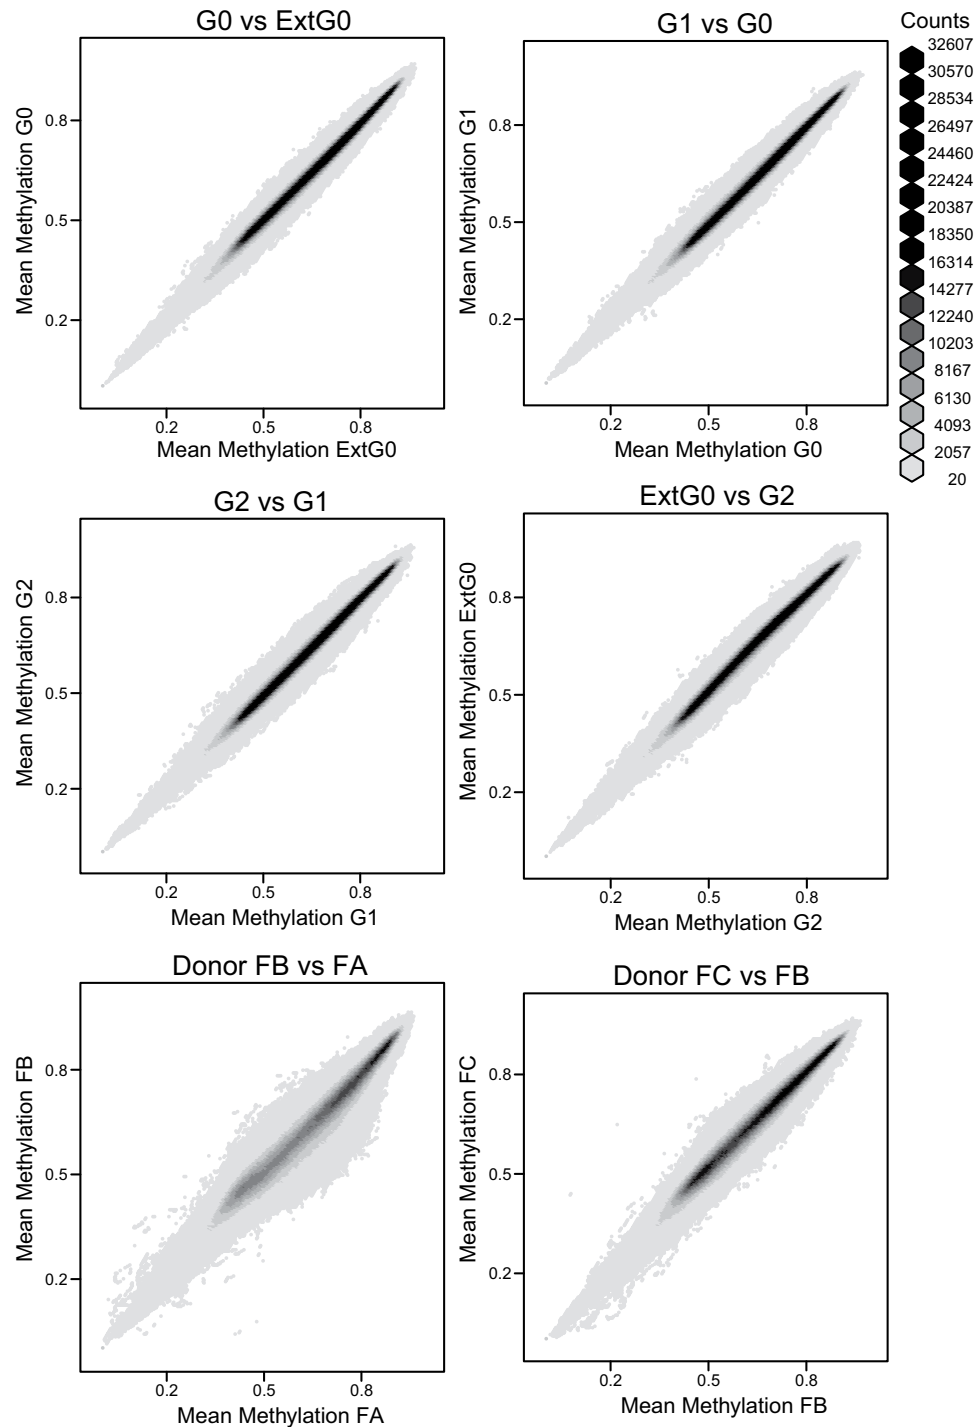 G0 vs ExtG0
Mean Methylation G0
0.8
0.5
0.2
0.2 0.5 0.8
Mean Methylation ExtG0
G1 vs G0
Mean Methylation G1
0.8
0.5
0.2
0.2 0.5 0.8
Mean Methylation G0
Counts
32607
30570
28534
26497
24460
22424
20387
18350
16314
14277
12240
10203
8167
6130
4093
2057
20
G2 vs G1
Mean Methylation G2
0.8
0.5
0.2
0.2 0.5 0.8
Mean Methylation G1
ExtG0 vs G2
Mean Methylation ExtG0
0.8
0.5
0.2
0.2 0.5 0.8
Mean Methylation G2
Donor FB vs FA
Mean Methylation FB
0.8
0.5
0.2
0.2 0.5 0.8
Mean Methylation FA
Donor FC vs FB
Mean Methylation FC
0.8
0.5
0.2
0.2 0.5 0.8
Mean Methylation FB